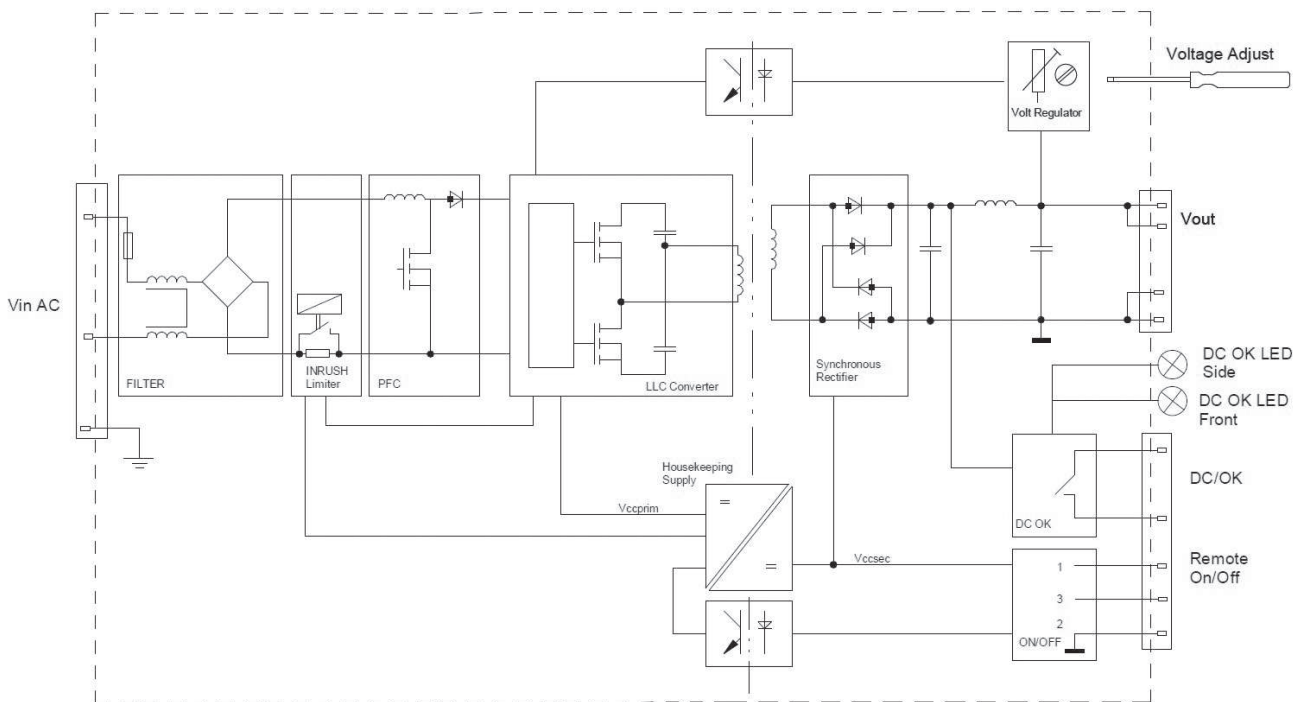 Voltage Adjust
Volt Regulator
Vout
Vin AC
FILTER
INRUSH
Limiter
PFC
LLC Converter
Synchronous
Rectifier
DC OK LED
Side
DC OK LED
Front
Housekeeping
Supply
Vccprim
DC/OK
DC OK
Vccsec
Remote
On/Off
1
3
2
ON/OFF